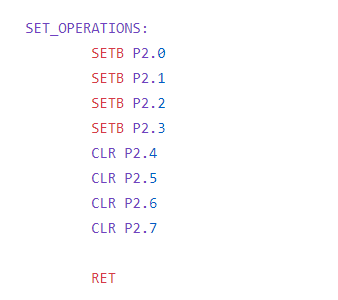 SET_OPERATIONS:
SETB P2.0
SETB P2.1
SETB P2.2
SETB P2.3
CLR P2.4
CLR P2.5
CLR P2.6
CLR P2.7
RET